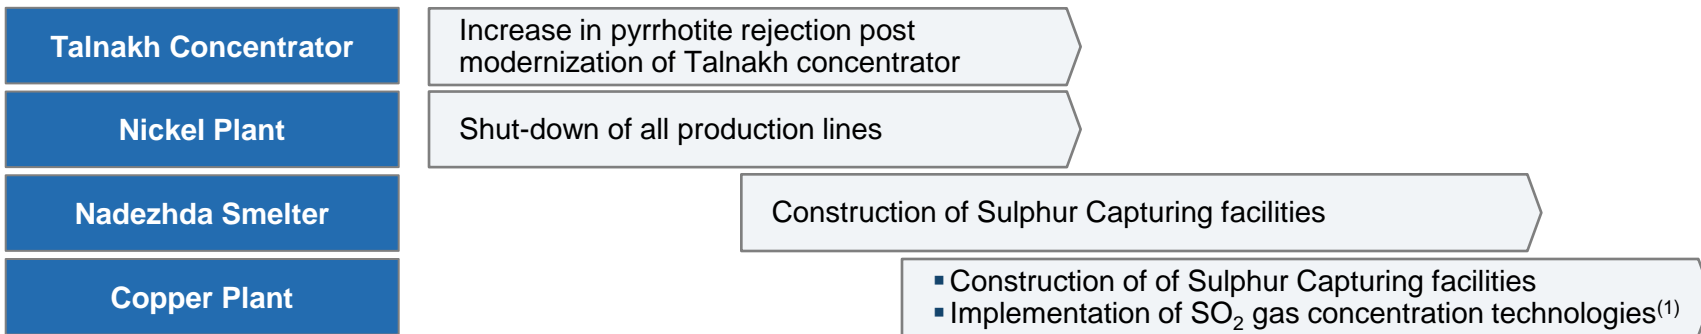 Talnakh Concentrator
Increase in pyrrhotite rejection post
modernization of Talnakh concentrator
Nickel Plant
Shut-down of all production lines
Nadezhda Smelter
Construction of Sulphur Capturing facilities
Copper Plant
▪ Construction of of Sulphur Capturing facilities
▪ Implementation of SO₂ gas concentration technologies⁽¹⁾